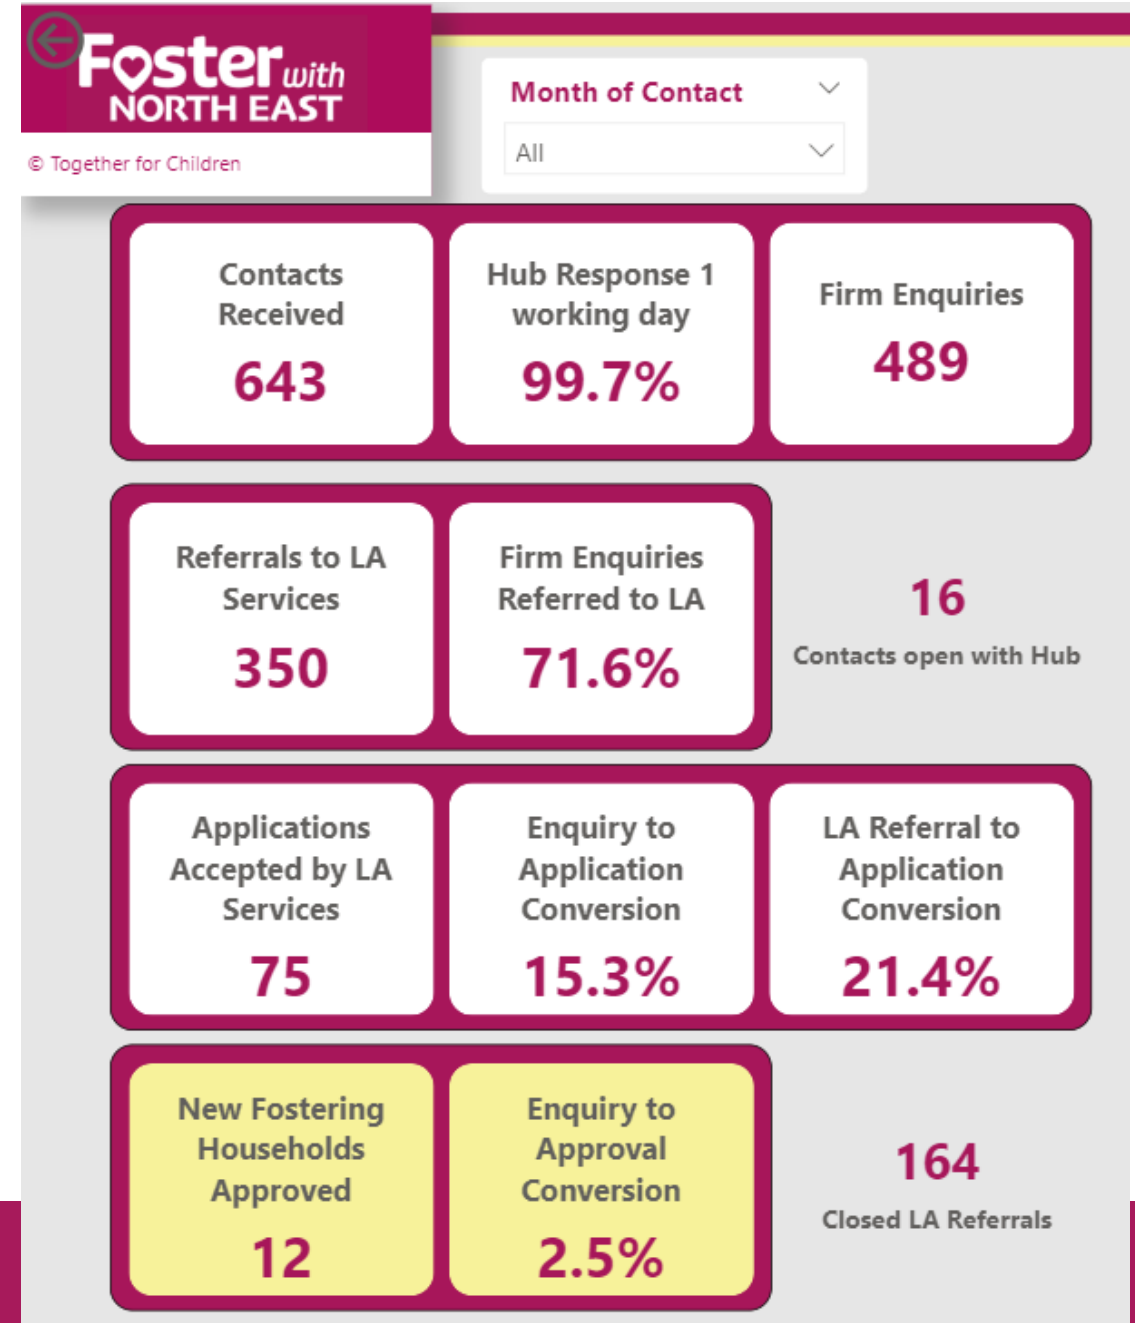 Foster with
NORTH EAST
© Together for Children
Month of Contact
All
Contacts
Received
643
Hub Response 1
working day
99.7%
Firm Enquiries
489
Referrals to LA
Services
350
Firm Enquiries
Referred to LA
71.6%
16
Contacts open with Hub
Applications
Accepted by LA
Services
75
Enquiry to
Application
Conversion
15.3%
LA Referral to
Application
Conversion
21.4%
New Fostering
Households
Approved
12
Enquiry to
Approval
Conversion
2.5%
164
Closed LA Referrals